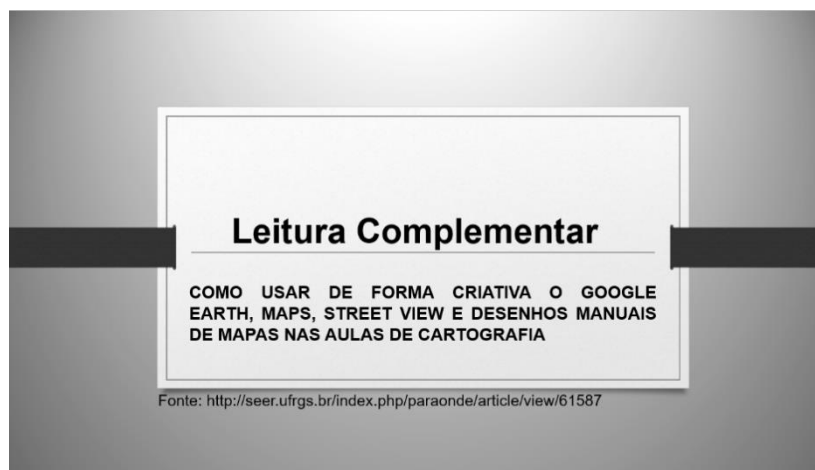 Leitura Complementar
COMO USAR DE FORMA CRIATIVA O GOOGLE
EARTH, MAPS, STREET VIEW E DESENHOS MANUAIS
DE MAPAS NAS AULAS DE CARTOGRAFIA
Fonte: http://seer.ufrgs.br/index.php/paraonde/article/view/61587